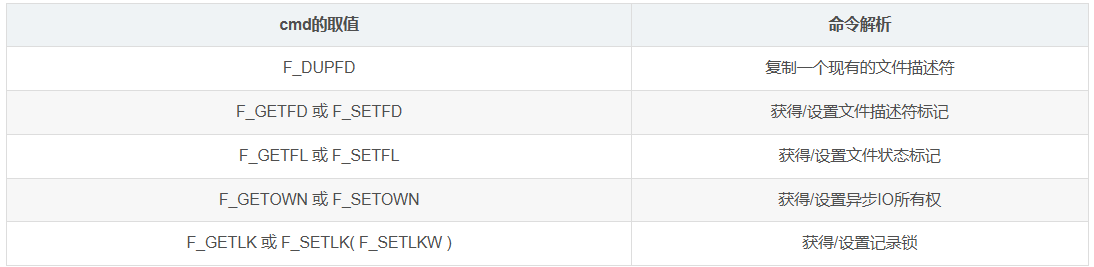 cmd的取值 命令解析
F_DUPFD 复制一个现有的文件描述符
F_GETFD 或 F_SETFD 获得/设置文件描述符标记
F_GETFL 或 F_SETFL 获得/设置文件状态标记
F_GETOWN 或 F_SETOWN 获得/设置异步IO所有权
F_GETLK 或 F_SETLK( F_SETLKW ) 获得/设置记录锁